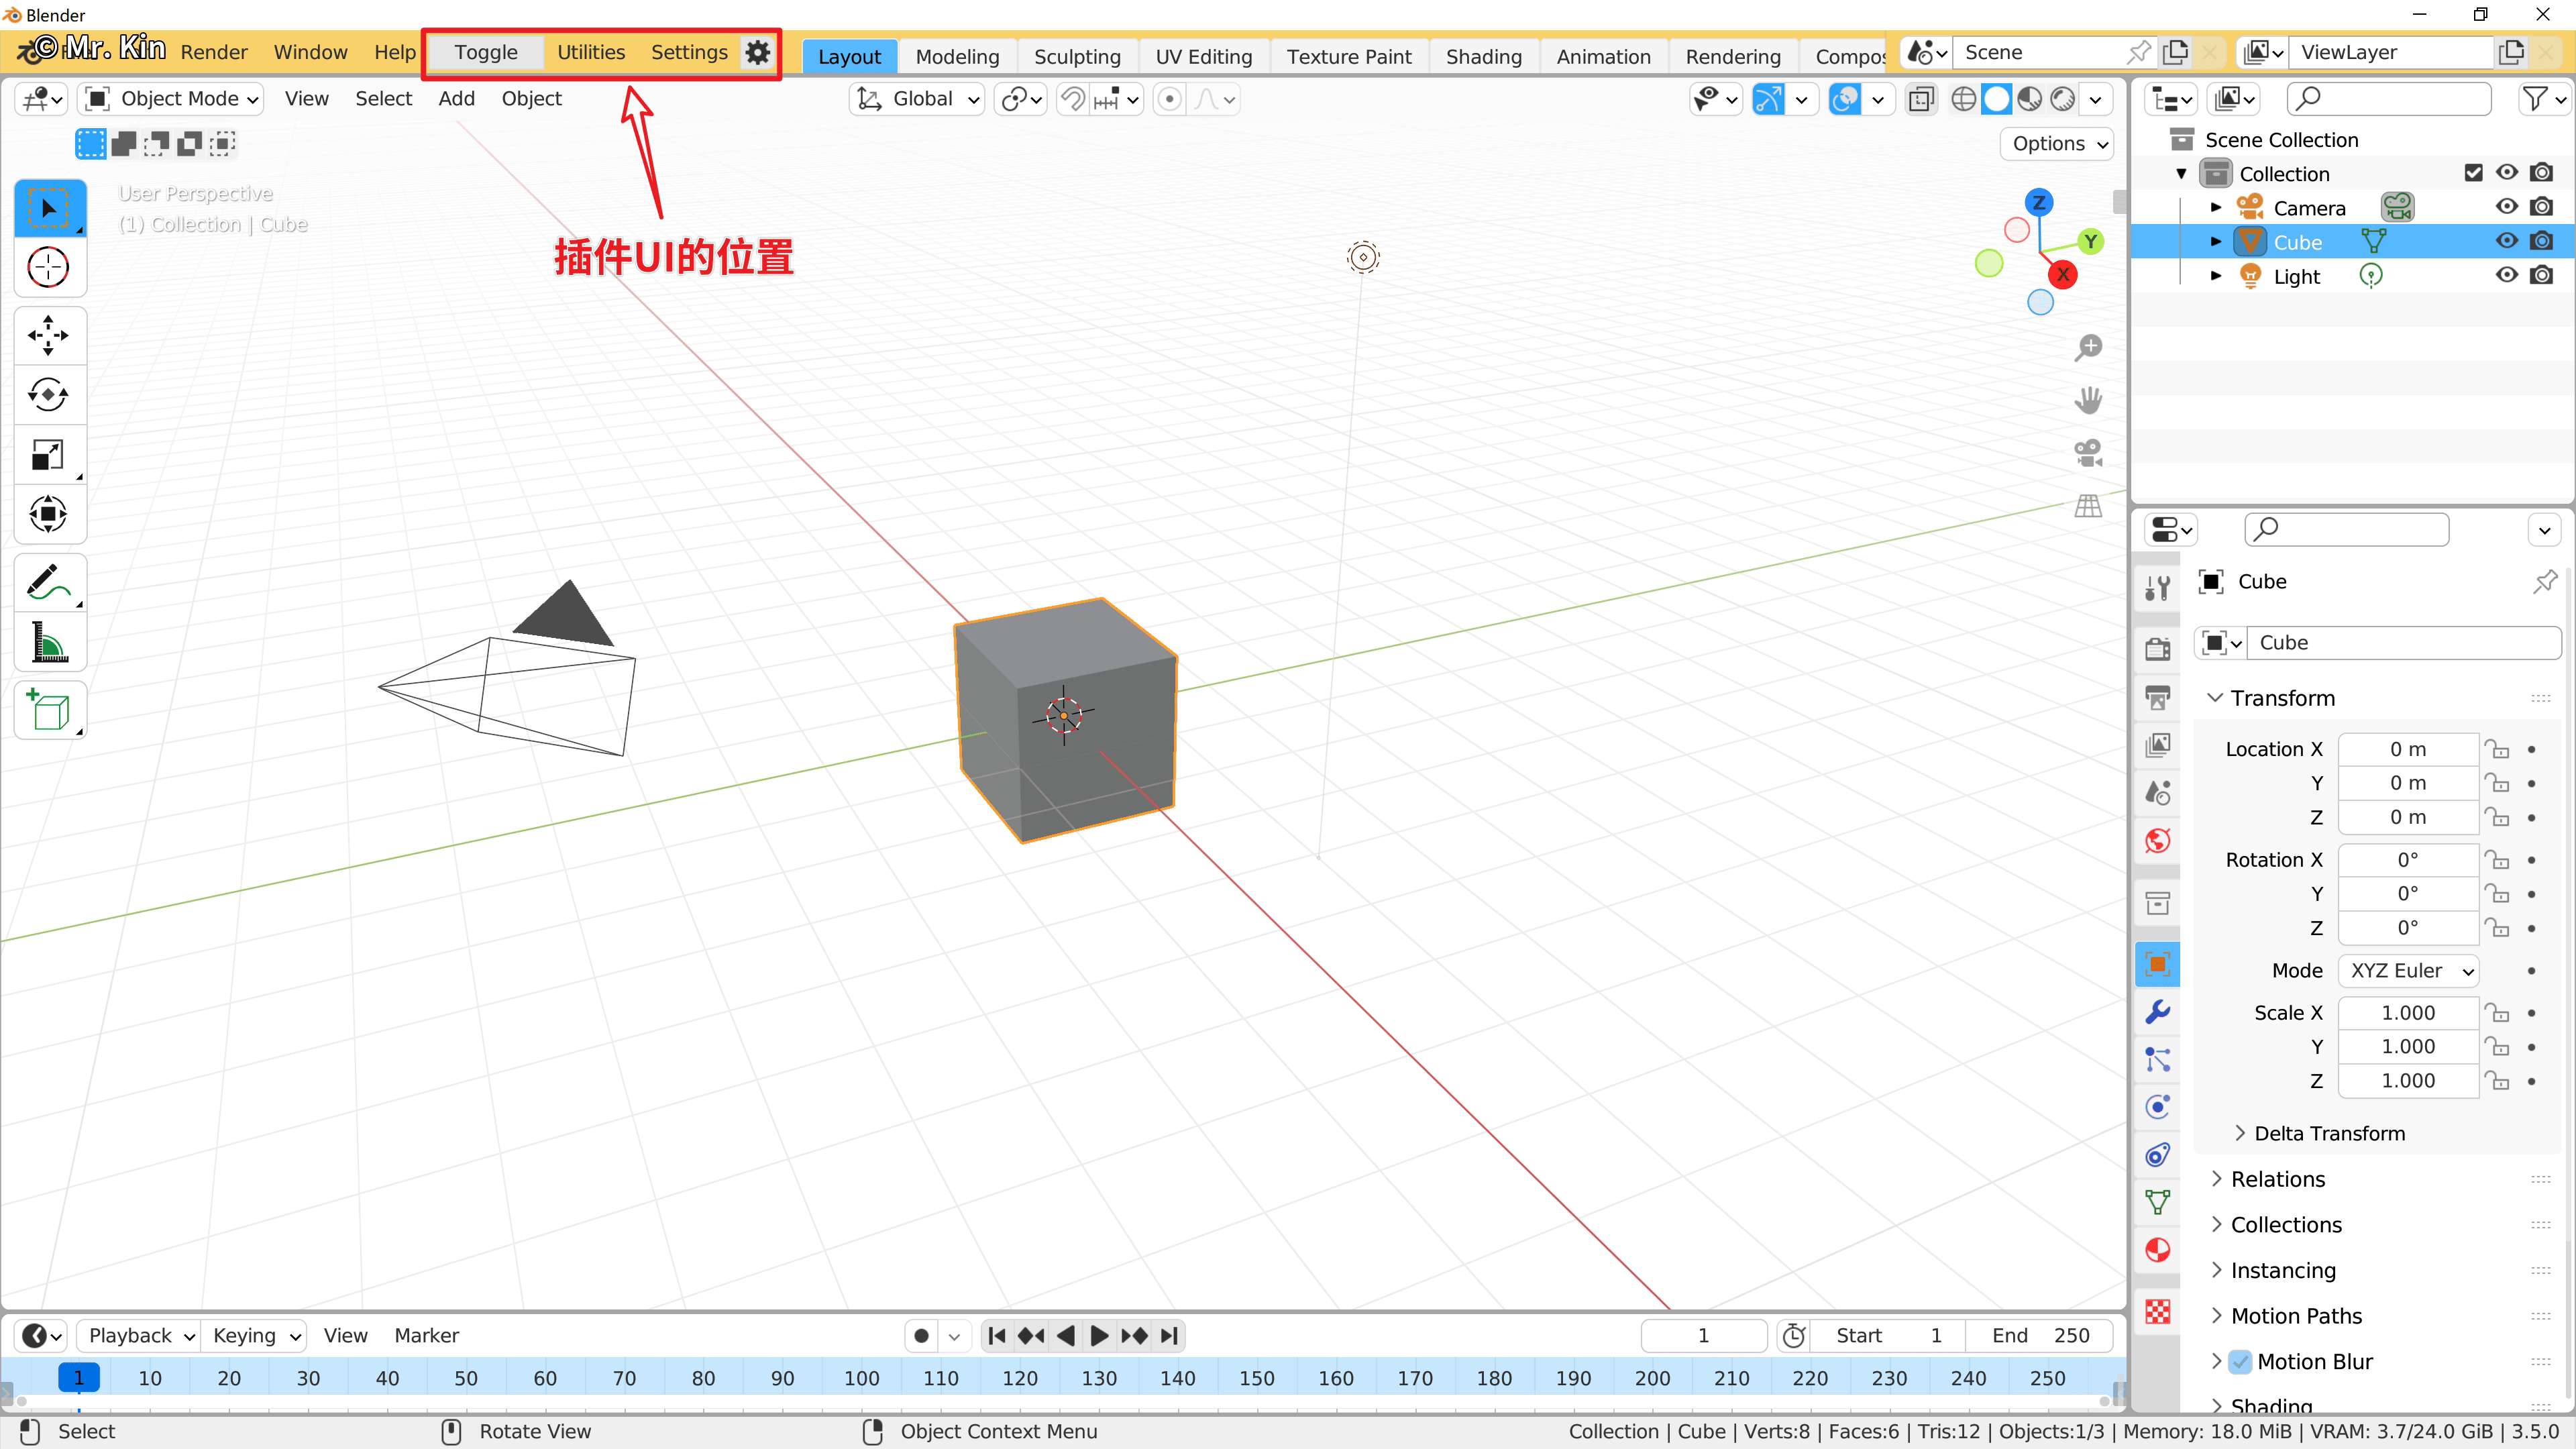 Blender
© Mr. Kin Render Window Help Toggle Utilities Settings Layout Modeling Sculpting UV Editing Texture Paint Shading Animation Rendering Compos Scene ViewLayer
Object Mode View Select Add Object Global
Options
User Perspective
(1) Collection | Cube
插件UI的位置
Z
Y
X
Scene Collection
Collection
Camera
Cube
Light
Cube
Cube
Transform
Location X 0 m
Y 0 m
Z 0 m
Rotation X 0°
Y 0°
Z 0°
Mode XYZ Euler
Scale X 1.000
Y 1.000
Z 1.000
Delta Transform
Relations
Collections
Instancing
Motion Paths
Motion Blur
Shading
Playback Keying View Marker 1 Start 1 End 250
1 10 20 30 40 50 60 70 80 90 100 110 120 130 140 150 160 170 180 190 200 210 220 230 240 250
Select Rotate View Object Context Menu Collection | Cube | Verts:8 | Faces:6 | Tris:12 | Objects:1/3 | Memory: 18.0 MiB | VRAM: 3.7/24.0 GiB | 3.5.0